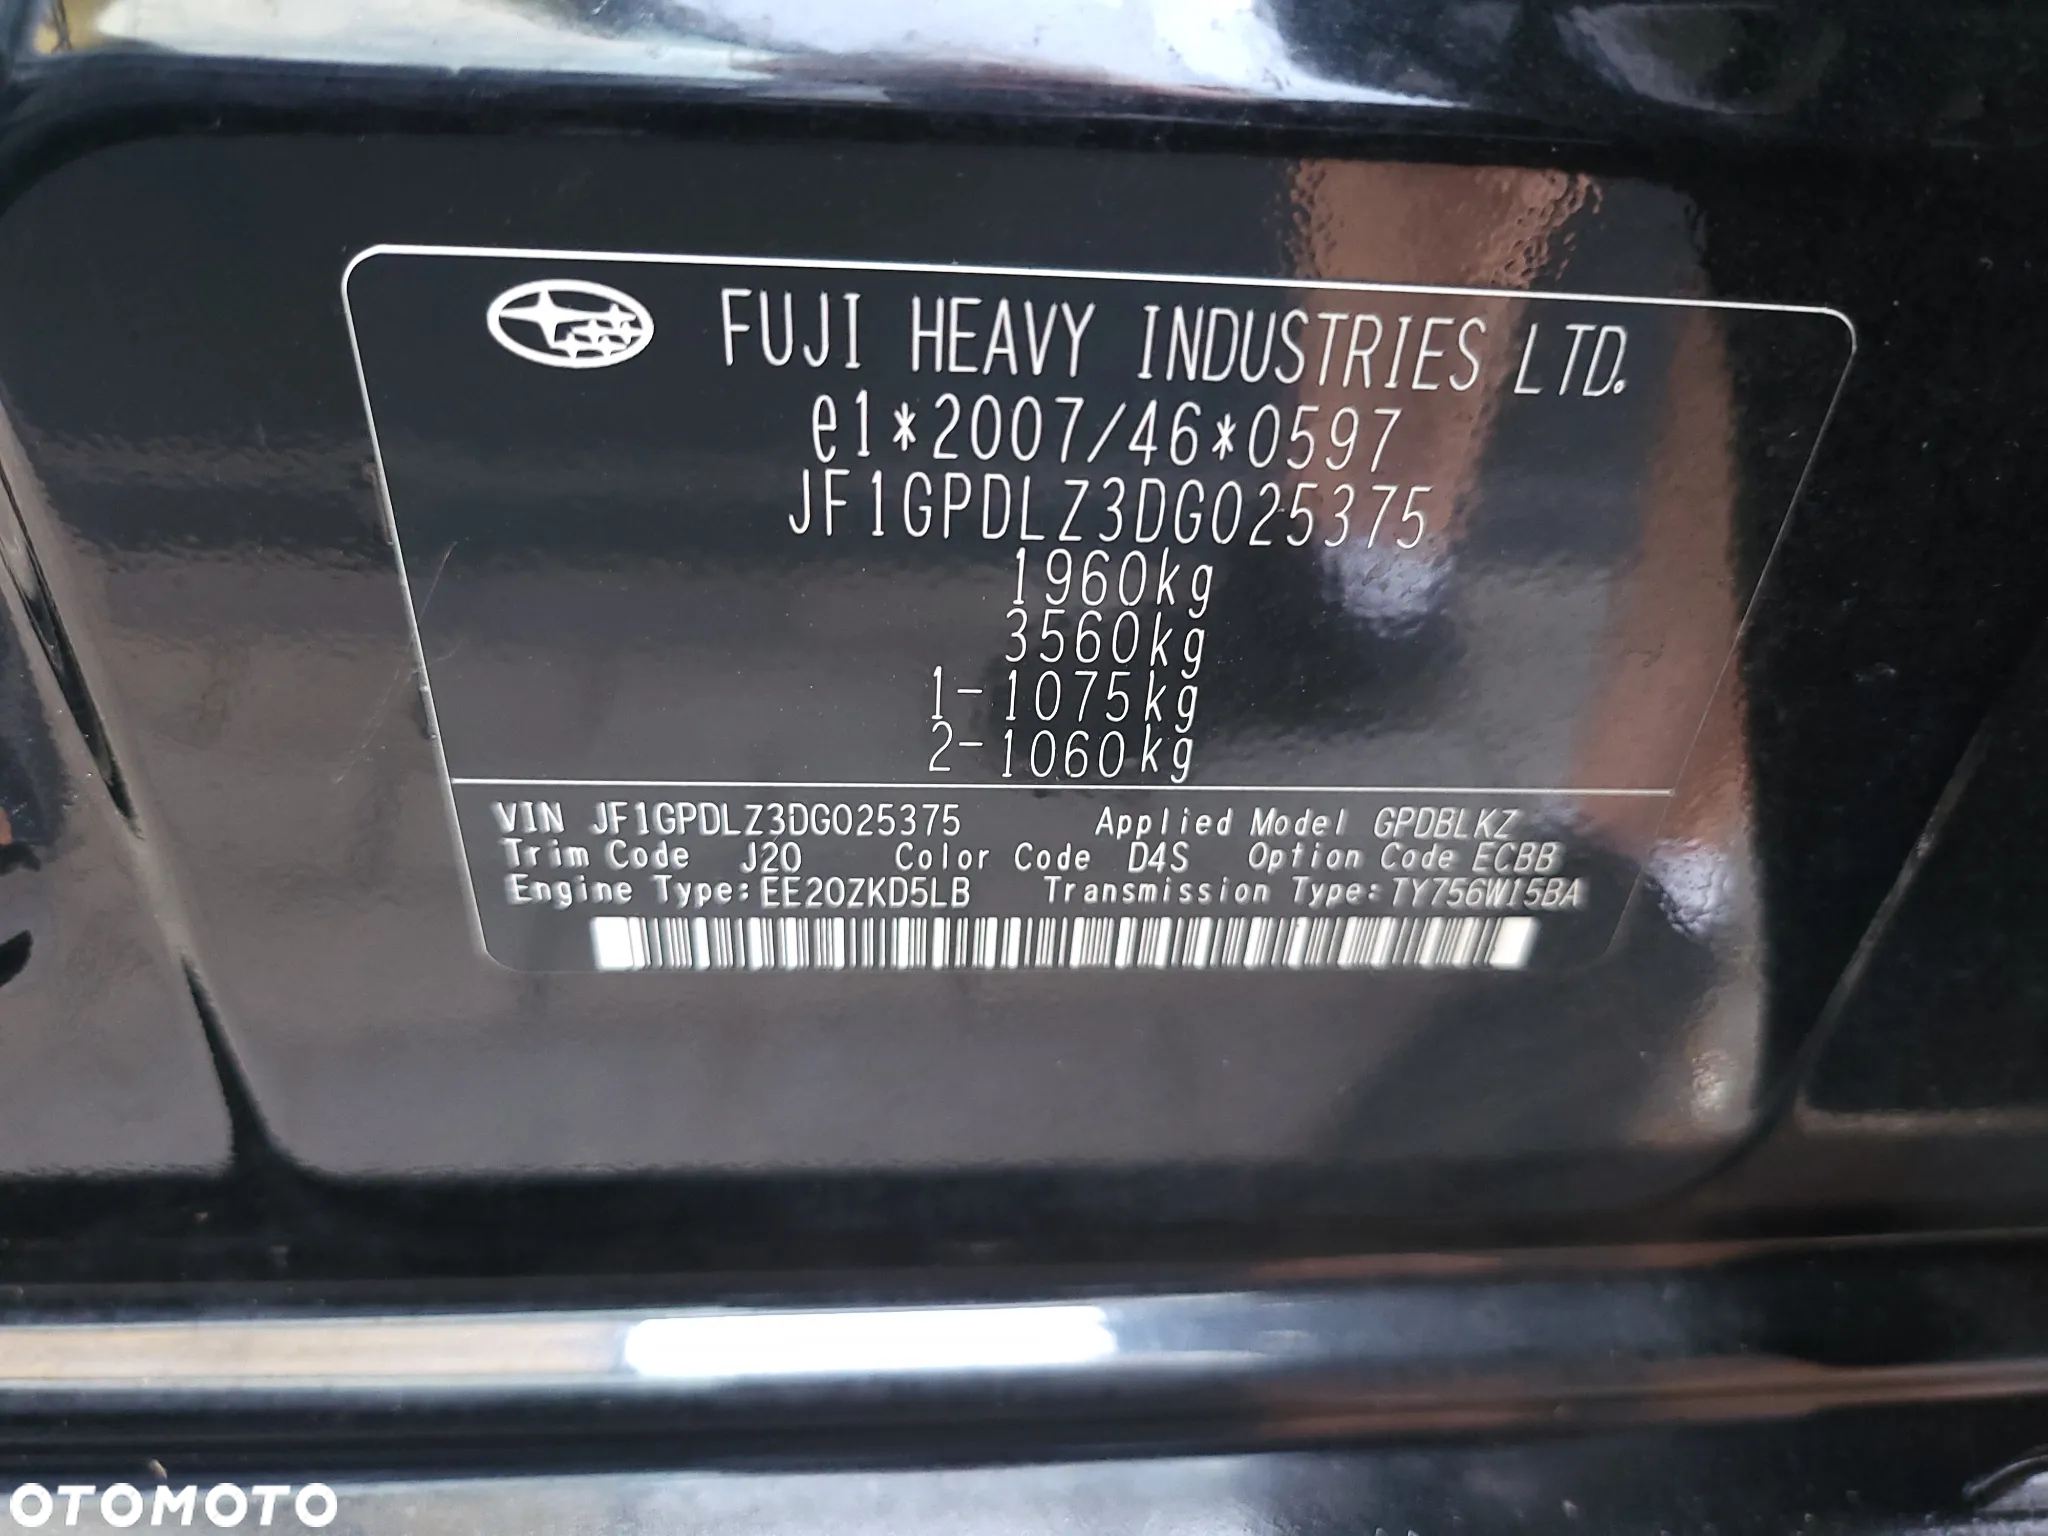 FUJI HEAVY INDUSTRIES LTD.
e1*2007/46*0597
JF1GPDLZ3DG025375
1960kg
3560kg
1-1075kg
2-1060kg
VIN JF1GPDLZ3DG025375 Applied Model GPDBLKZ
Trim Code J20 Color Code D4S Option Code ECBB
Engine Type:EE20ZKD5LB Transmission Type:TY756W15BA
OTOMOTO